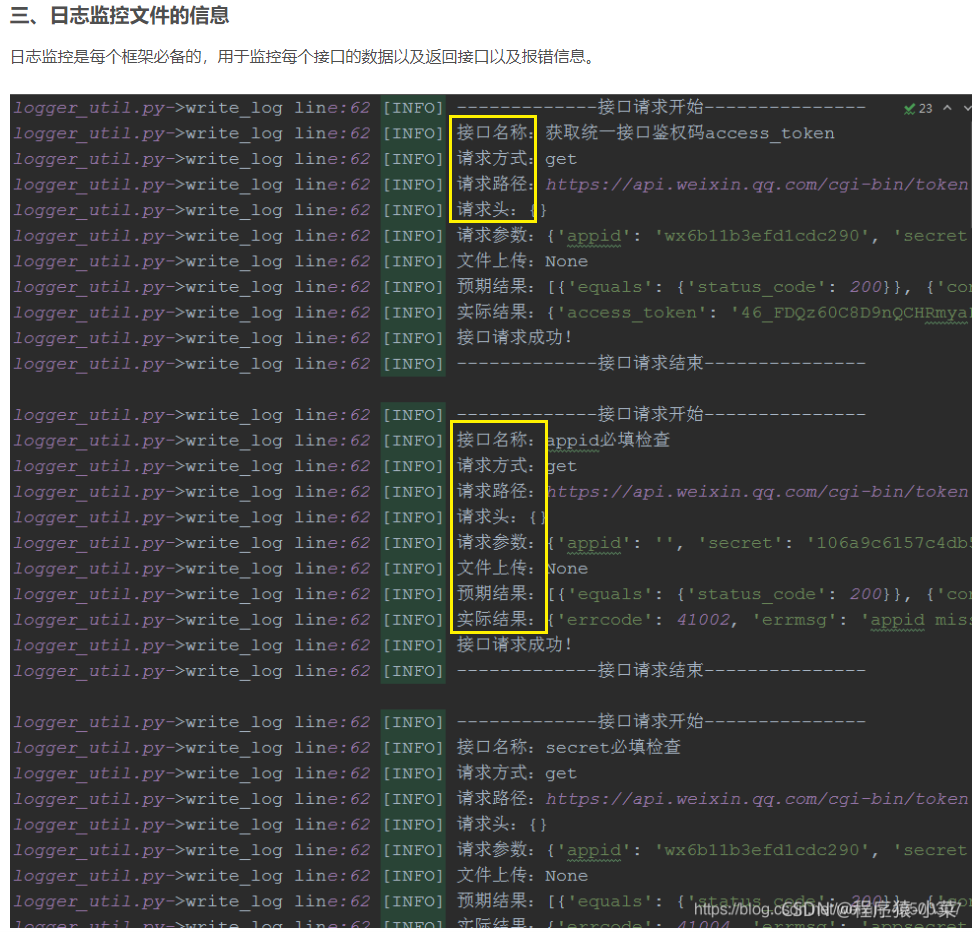 三、日志监控文件的信息
日志监控是每个框架必备的，用于监控每个接口的数据以及返回接口以及报错信息。
logger_util.py->write_log line:62 [INFO] -------------接口请求开始--------------- 23
logger_util.py->write_log line:62 [INFO] 接口名称：获取统一接口鉴权码access_token
logger_util.py->write_log line:62 [INFO] 请求方式：get
logger_util.py->write_log line:62 [INFO] 请求路径：https://api.weixin.qq.com/cgi-bin/token
logger_util.py->write_log line:62 [INFO] 请求头：{}
logger_util.py->write_log line:62 [INFO] 请求参数：{'appid': 'wx6b11b3efd1cdc290', 'secret
logger_util.py->write_log line:62 [INFO] 文件上传：None
logger_util.py->write_log line:62 [INFO] 预期结果：[{'equals': {'status_code': 200}}, {'con
logger_util.py->write_log line:62 [INFO] 实际结果：{'access_token': '46_FDQz60C8D9nQCHRmya
logger_util.py->write_log line:62 [INFO] 接口请求成功！
logger_util.py->write_log line:62 [INFO] -------------接口请求结束---------------
logger_util.py->write_log line:62 [INFO] -------------接口请求开始---------------
logger_util.py->write_log line:62 [INFO] 接口名称：appid必填检查
logger_util.py->write_log line:62 [INFO] 请求方式：get
logger_util.py->write_log line:62 [INFO] 请求路径：https://api.weixin.qq.com/cgi-bin/token
logger_util.py->write_log line:62 [INFO] 请求头：{}
logger_util.py->write_log line:62 [INFO] 请求参数：{'appid': '', 'secret': '106a9c6157c4db5
logger_util.py->write_log line:62 [INFO] 文件上传：None
logger_util.py->write_log line:62 [INFO] 预期结果：[{'equals': {'status_code': 200}}, {'con
logger_util.py->write_log line:62 [INFO] 实际结果：{'errcode': 41002, 'errmsg': 'appid miss
logger_util.py->write_log line:62 [INFO] 接口请求成功！
logger_util.py->write_log line:62 [INFO] -------------接口请求结束---------------
logger_util.py->write_log line:62 [INFO] -------------接口请求开始---------------
logger_util.py->write_log line:62 [INFO] 接口名称：secret必填检查
logger_util.py->write_log line:62 [INFO] 请求方式：get
logger_util.py->write_log line:62 [INFO] 请求路径：https://api.weixin.qq.com/cgi-bin/token
logger_util.py->write_log line:62 [INFO] 请求头：{}
logger_util.py->write_log line:62 [INFO] 请求参数：{'appid': 'wx6b11b3efd1cdc290', 'secret
logger_util.py->write_log line:62 [INFO] 文件上传：None
logger_util.py->write_log line:62 [INFO] 预期结果：[{'equals': {'status_code': 200}}, {'con
CSDN @程序猿小菜
logger_util.py->write_log line:62 [INFO] 实际结果：{'errcode': 41004, 'errmsg': 'appsecret